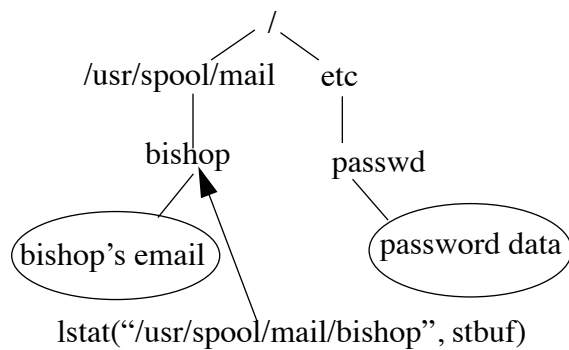 /
/usr/spool/mail
etc
bishop
passwd
bishop’s email
password data
lstat(“/usr/spool/mail/bishop”, stbuf)